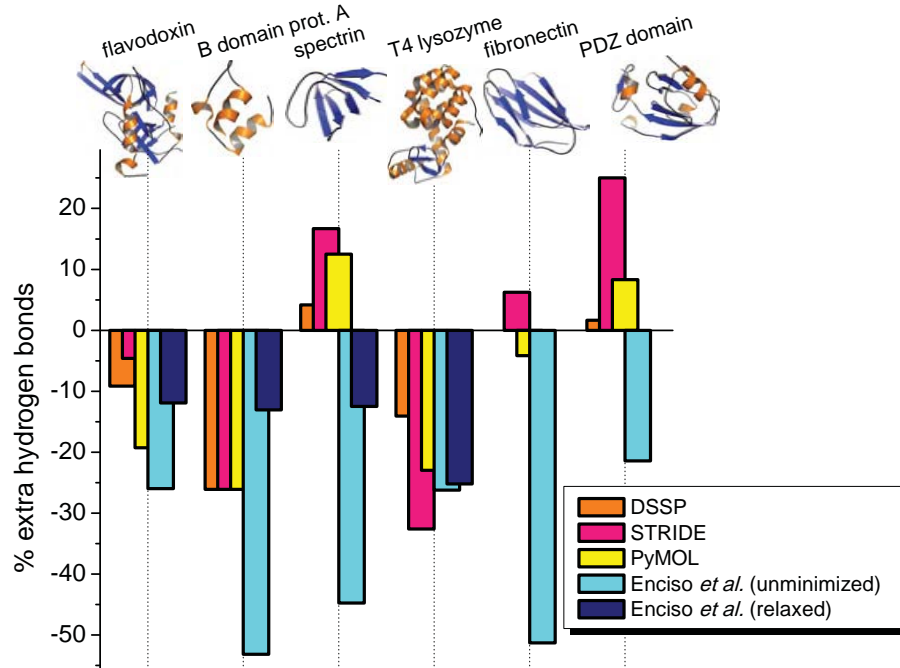 flavodoxin
B domain prot. A
spectrin
T4 lysozyme
fibronectin
PDZ domain
% extra hydrogen bonds
20
10
0
-10
-20
-30
-40
-50
DSSP
STRIDE
PyMOL
Enciso et al. (unminimized)
Enciso et al. (relaxed)